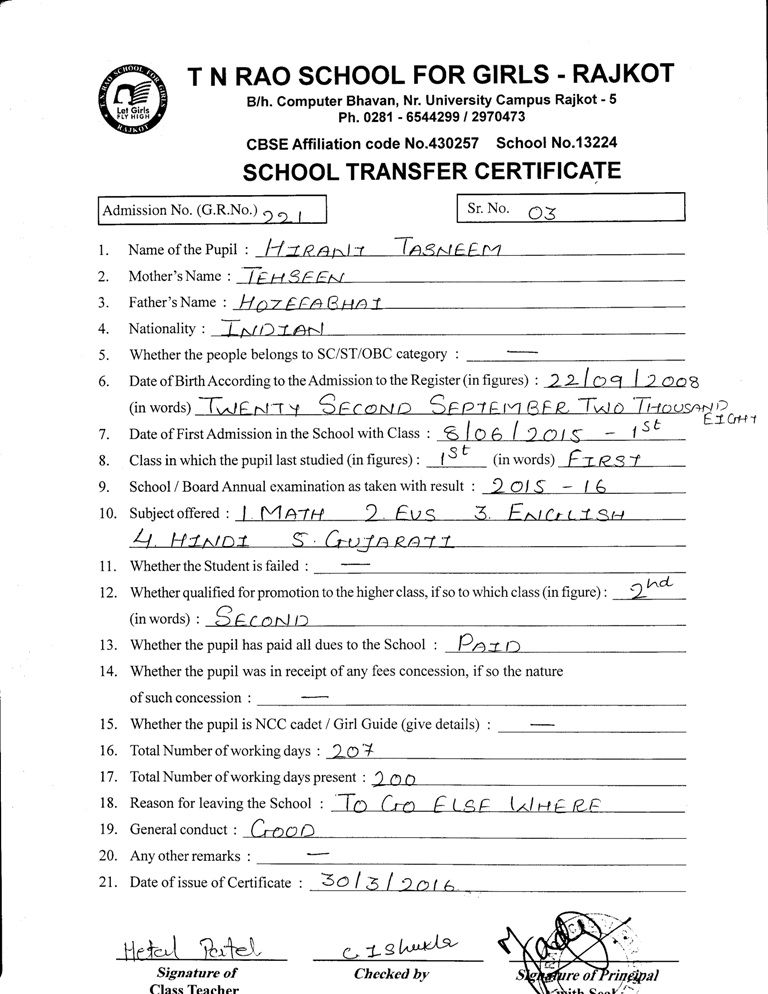 T. N. RAO SCHOOL FOR GIRLS
Let Girls
FLY HIGH
RAJKOT
T N RAO SCHOOL FOR GIRLS - RAJKOT
B/h. Computer Bhavan, Nr. University Campus Rajkot - 5
Ph. 0281 - 6544299 / 2970473
CBSE Affiliation code No.430257 School No.13224
SCHOOL TRANSFER CERTIFICATE
Admission No. (G.R.No.) 221
Sr. No. 03
1. Name of the Pupil : HIRANI TASNEEM
2. Mother's Name : TEHSEEN
3. Father's Name : HOZEFABHAI
4. Nationality : INDIAN
5. Whether the people belongs to SC/ST/OBC category : —
6. Date of Birth According to the Admission to the Register (in figures) : 22/09/2008
(in words) TWENTY SECOND SEPTEMBER TWO THOUSAND EIGHT
7. Date of First Admission in the School with Class : 8/06/2015 - 1st
8. Class in which the pupil last studied (in figures) : 1st (in words) FIRST
9. School / Board Annual examination as taken with result : 2015 - 16
10. Subject offered : 1. MATH 2. EVS 3. ENGLISH
4. HINDI 5. GUJARATI
11. Whether the Student is failed : —
12. Whether qualified for promotion to the higher class, if so to which class (in figure) : 2nd
(in words) : SECOND
13. Whether the pupil has paid all dues to the School : PAID
14. Whether the pupil was in receipt of any fees concession, if so the nature
of such concession : —
15. Whether the pupil is NCC cadet / Girl Guide (give details) : —
16. Total Number of working days : 207
17. Total Number of working days present : 200
18. Reason for leaving the School : TO GO ELSE WHERE
19. General conduct : GOOD
20. Any other remarks : —
21. Date of issue of Certificate : 30/3/2016
Hetal Patel
C I Shukla
Signature of
Class Teacher
Checked by
Signature of Principal
with Seal